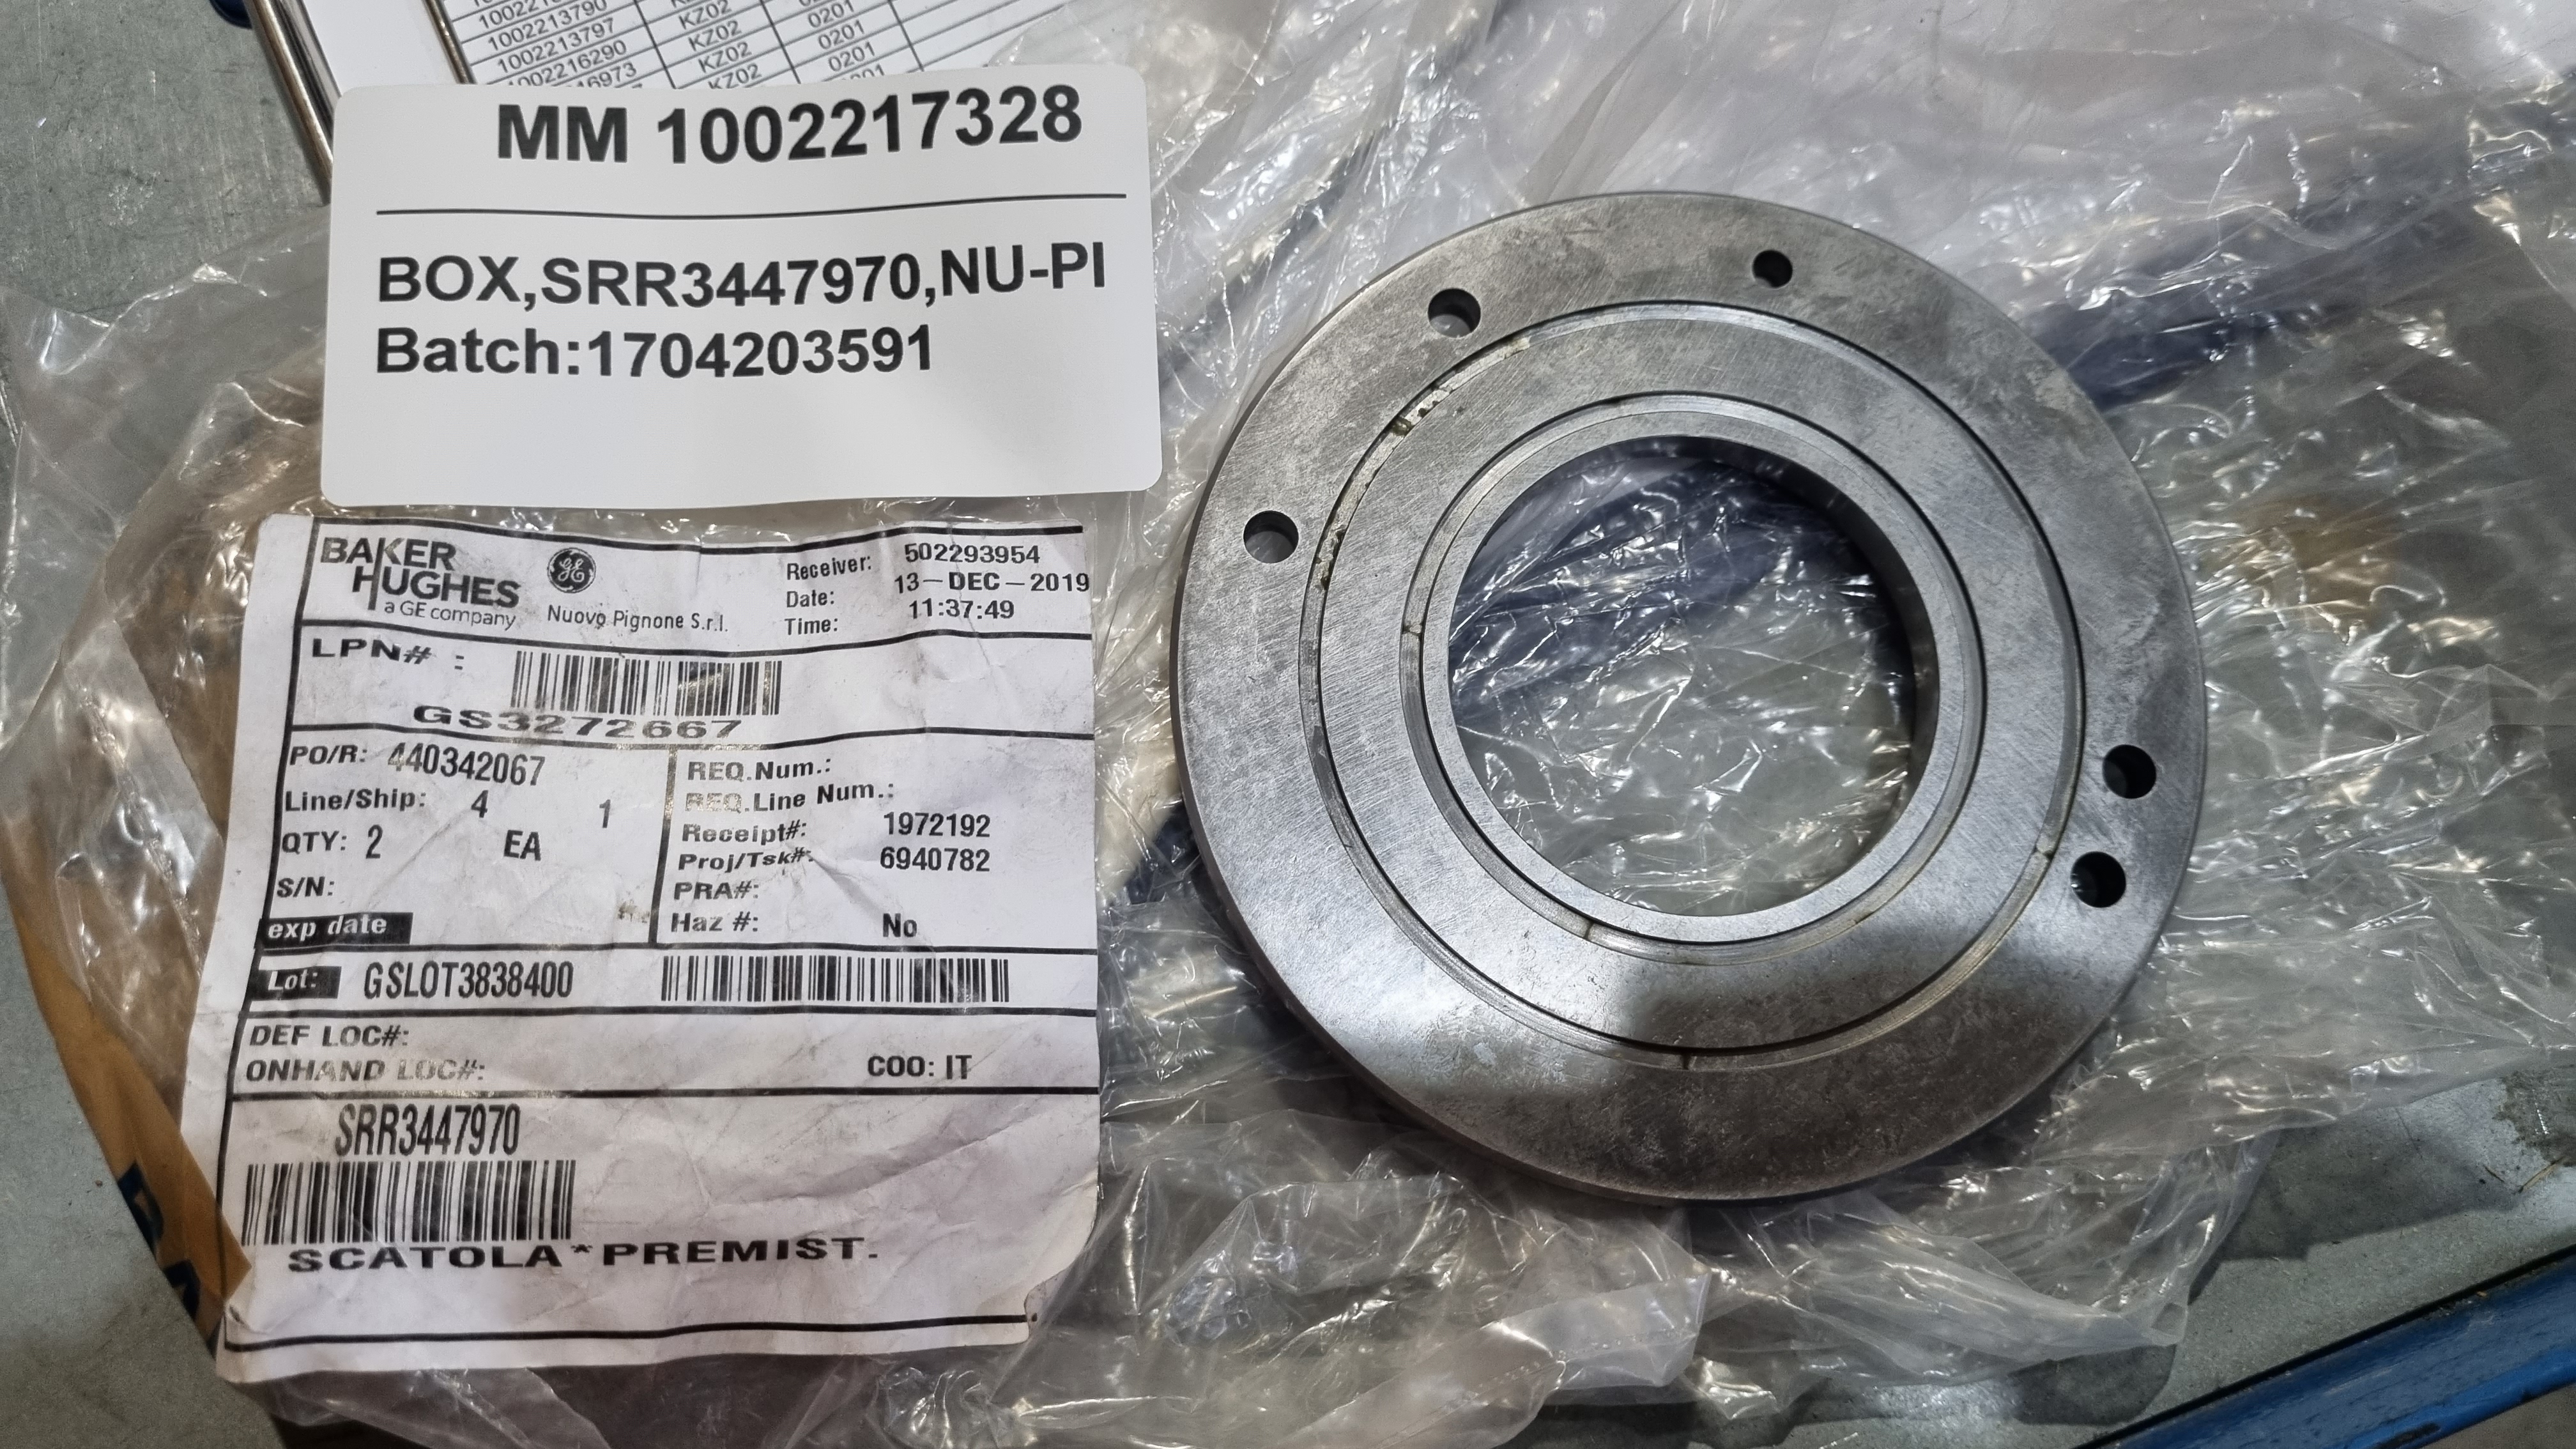 MM 1002217328
BOX,SRR3447970,NU-PI
Batch:1704203591
BAKER
HUGHES
a GE company
Nuovo Pignone S.r.l.
Receiver: 502293954
Date: 13-DEC-2019
Time: 11:37:49
LPN# :
GS3272667
PO/R: 440342067
Line/Ship: 4 1
QTY: 2 EA
S/N:
exp date
REQ.Num.:
REQ.Line Num.:
Receipt#: 1972192
Proj/Tsk#: 6940782
PRA#:
Haz #: No
Lot: GSLOT3838400
DEF LOC#:
ONHAND LOC#:
COO: IT
SRR3447970
SCATOLA* PREMIST.
1002213790
1002213797 KZ02 0201
1002216290 KZ02 0201
KZ02